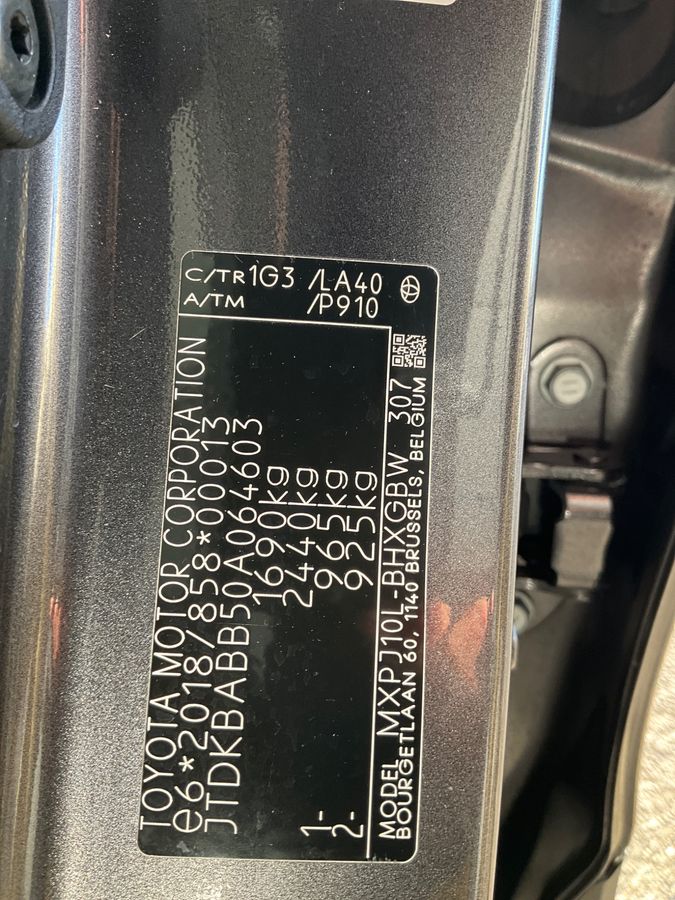 TOYOTA MOTOR CORPORATION
e6*2018/858*00013
JTDKBABB50A064603
1690kg
2440kg
1- 965kg
2- 925kg
MODEL MXPJ10L-BHXGBW 307
BOURGETLAAN 60, 1140 BRUSSELS, BELGIUM
C/TR 1G3 /LA40
A/TM /P910